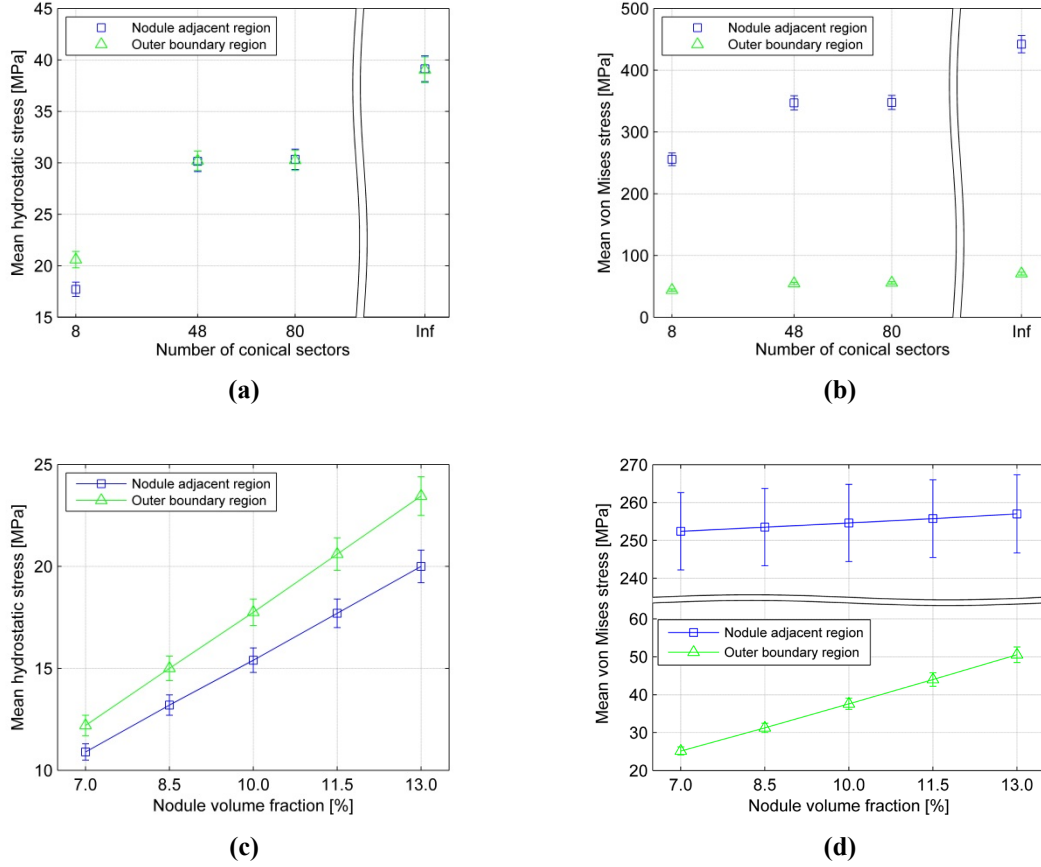 Mean hydrostatic stress [MPa]
40
35
30
25
20
15
Nodule adjacent region
Outer boundary region
8
48
80
Inf
Number of conical sectors
(a)
Mean von Mises stress [MPa]
500
400
300
200
100
0
Nodule adjacent region
Outer boundary region
8
48
80
Inf
Number of conical sectors
(b)
Mean hydrostatic stress [MPa]
25
20
15
10
Nodule adjacent region
Outer boundary region
7.0
8.5
10.0
11.5
13.0
Nodule volume fraction [%]
(c)
Mean von Mises stress [MPa]
270
260
250
240
60
50
40
30
20
Nodule adjacent region
Outer boundary region
7.0
8.5
10.0
11.5
13.0
Nodule volume fraction [%]
(d)